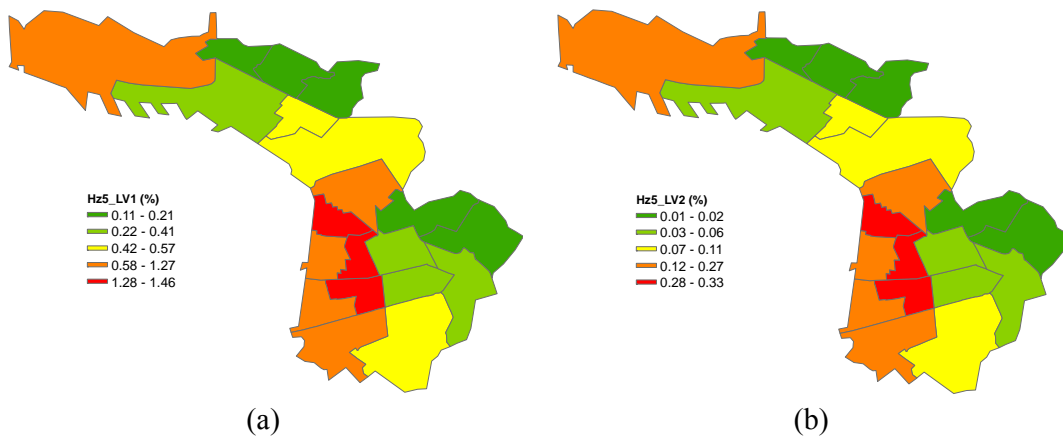 Hz5_LV1 (%)
0.11 - 0.21
0.22 - 0.41
0.42 - 0.57
0.58 - 1.27
1.28 - 1.46
(a)
Hz5_LV2 (%)
0.01 - 0.02
0.03 - 0.06
0.07 - 0.11
0.12 - 0.27
0.28 - 0.33
(b)